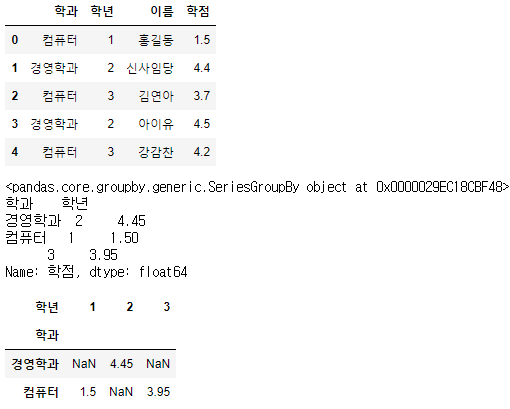 학과 학년 이름 학점
0 컴퓨터 1 홍길동 1.5
1 경영학과 2 신사임당 4.4
2 컴퓨터 3 김연아 3.7
3 경영학과 2 아이유 4.5
4 컴퓨터 3 강감찬 4.2
<pandas.core.groupby.generic.SeriesGroupBy object at 0x0000029EC18CBF48>
학과 학년
경영학과 2 4.45
컴퓨터 1 1.50
3 3.95
Name: 학점, dtype: float64
학년 1 2 3
학과
경영학과 NaN 4.45 NaN
컴퓨터 1.5 NaN 3.95